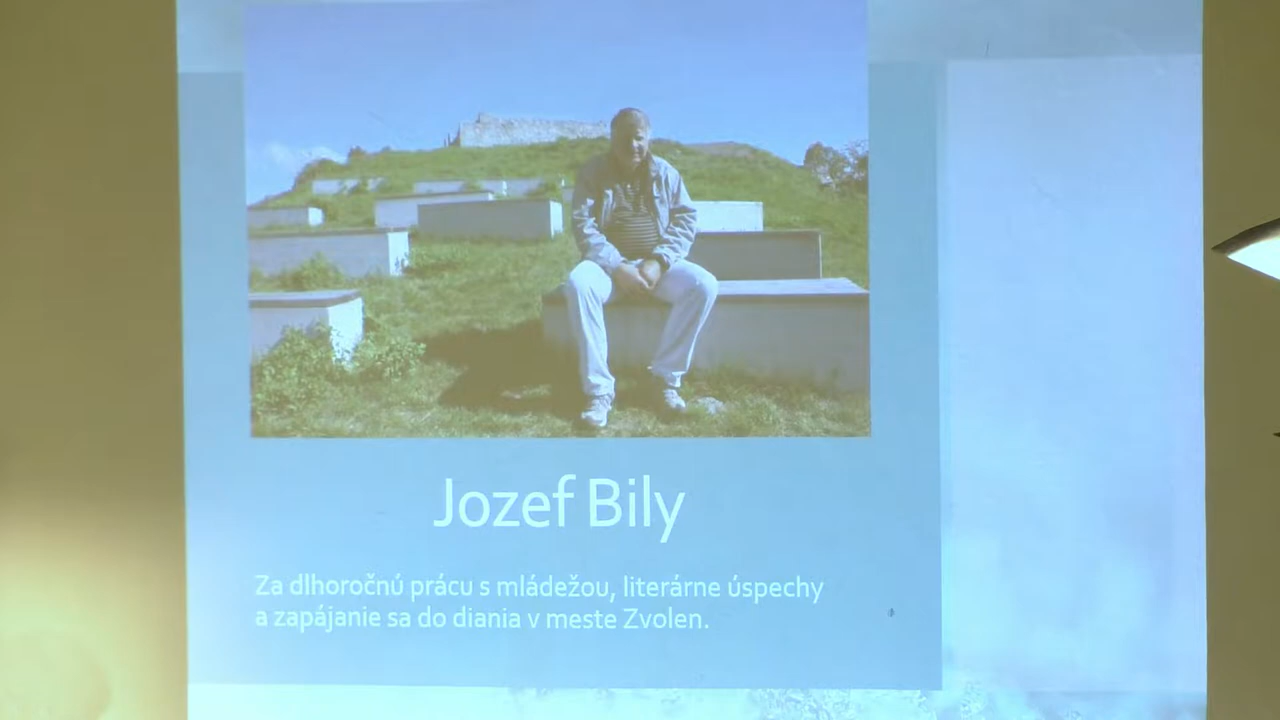 Jozef Bily
Za dlhoročnú prácu s mládežou, literárne úspechy
a zapájanie sa do diania v meste Zvolen.